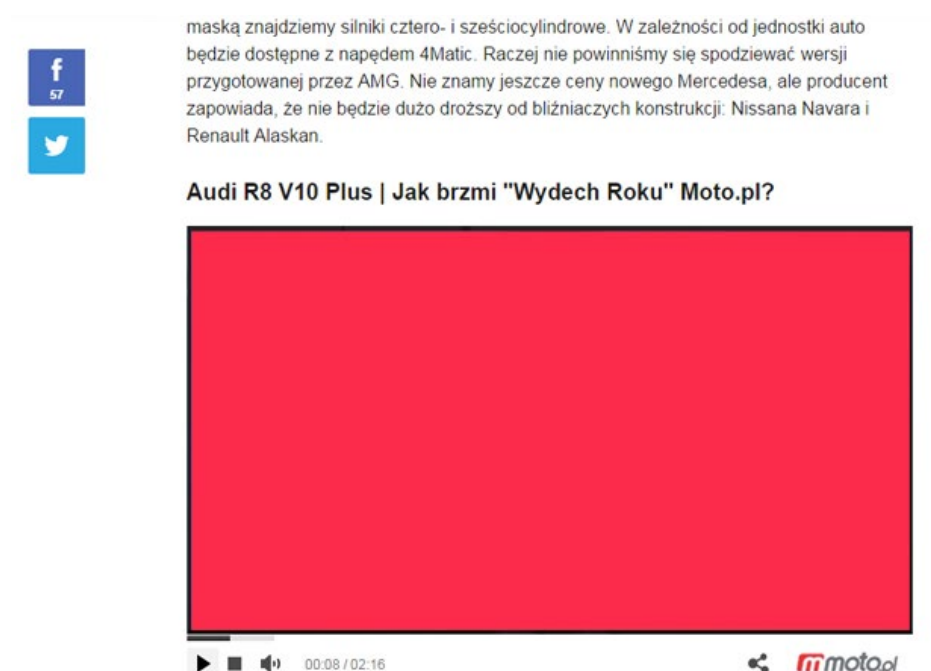 maską znajdziemy silniki cztero- i sześciocylindrowe. W zależności od jednostki auto
będzie dostępne z napędem 4Matic. Raczej nie powinniśmy się spodziewać wersji
przygotowanej przez AMG. Nie znamy jeszcze ceny nowego Mercedesa, ale producent
zapowiada, że nie będzie dużo droższy od bliźniaczych konstrukcji: Nissana Navara i
Renault Alaskan.
f
57
Audi R8 V10 Plus | Jak brzmi "Wydech Roku" Moto.pl?
00:08 / 02:16
moto.pl